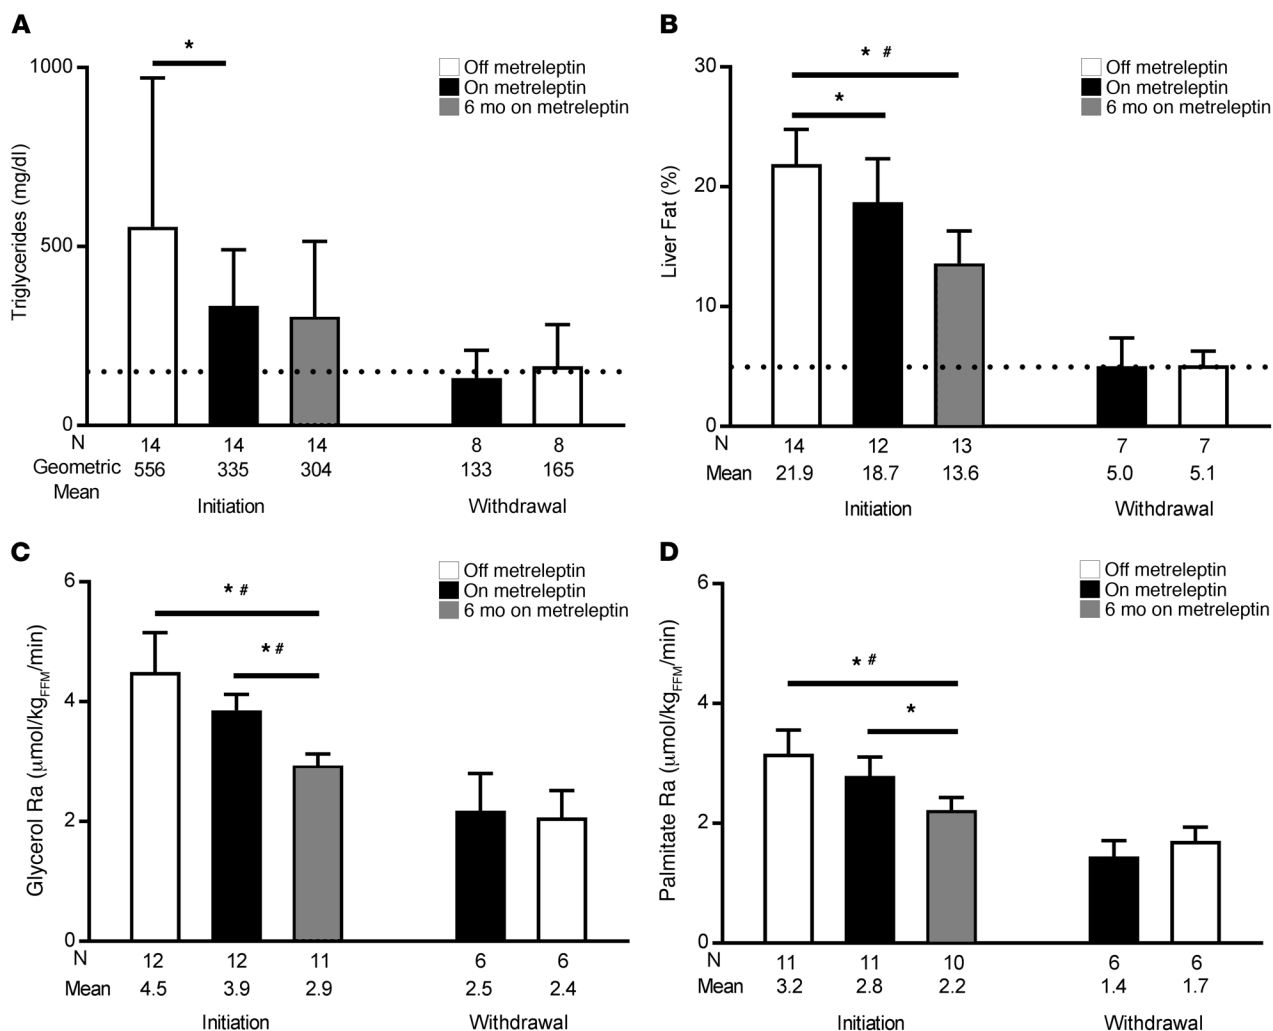 A
*
1000
500
0
Triglycerides (mg/dl)
Off metreleptin
On metreleptin
6 mo on metreleptin
N 14 14 14 8 8
Geometric Mean 556 335 304 133 165
Initiation Withdrawal
B
* #
*
30
20
10
0
Liver Fat (%)
Off metreleptin
On metreleptin
6 mo on metreleptin
N 14 12 13 7 7
Mean 21.9 18.7 13.6 5.0 5.1
Initiation Withdrawal
C
* #
* #
6
4
2
0
Glycerol Ra (μmol/kgFFM/min)
Off metreleptin
On metreleptin
6 mo on metreleptin
N 12 12 11 6 6
Mean 4.5 3.9 2.9 2.5 2.4
Initiation Withdrawal
D
* #
*
6
4
2
0
Palmitate Ra (μmol/kgFFM/min)
Off metreleptin
On metreleptin
6 mo on metreleptin
N 11 11 10 6 6
Mean 3.2 2.8 2.2 1.4 1.7
Initiation Withdrawal